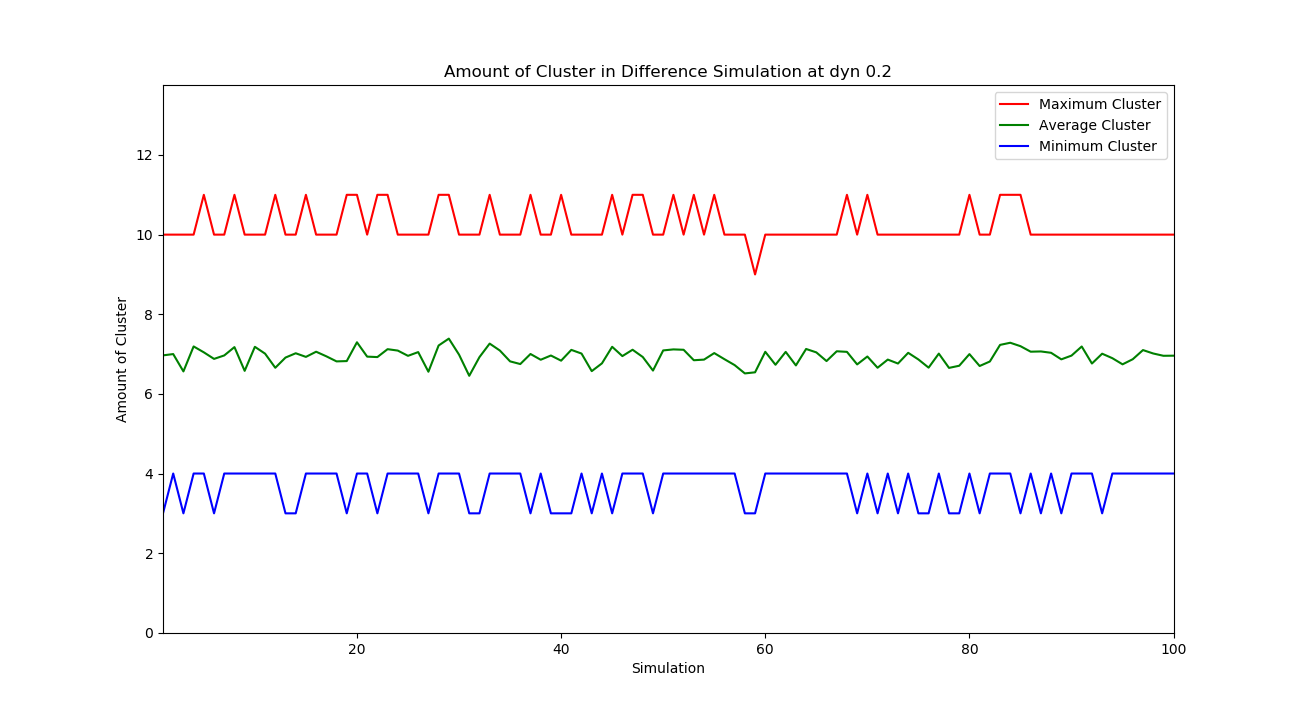 Amount of Cluster in Difference Simulation at dyn 0.2
Maximum Cluster
Average Cluster
Minimum Cluster
12
10
8
6
4
2
0
Amount of Cluster
20
40
60
80
100
Simulation